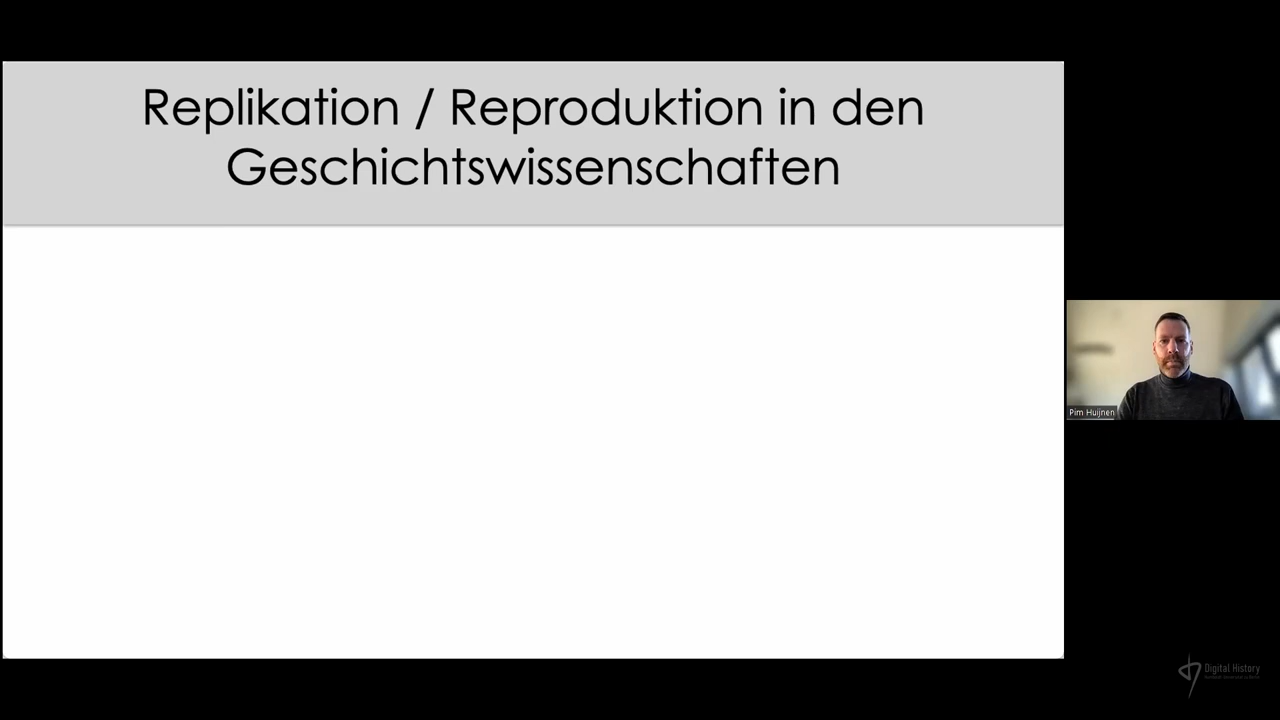 Replikation / Reproduktion in den
Geschichtswissenschaften
Pim Huijnen
Digital History